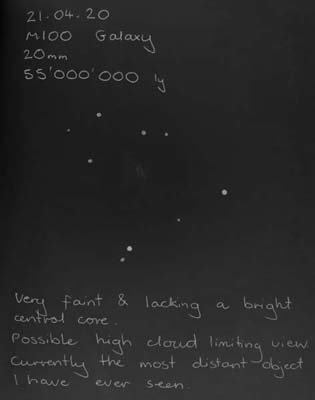 21.04.20
M100 Galaxy
20mm
55'000'000 ly
Very faint & lacking a bright
central core.
Possible high cloud limiting view
Currently the most distant object
I have ever seen.